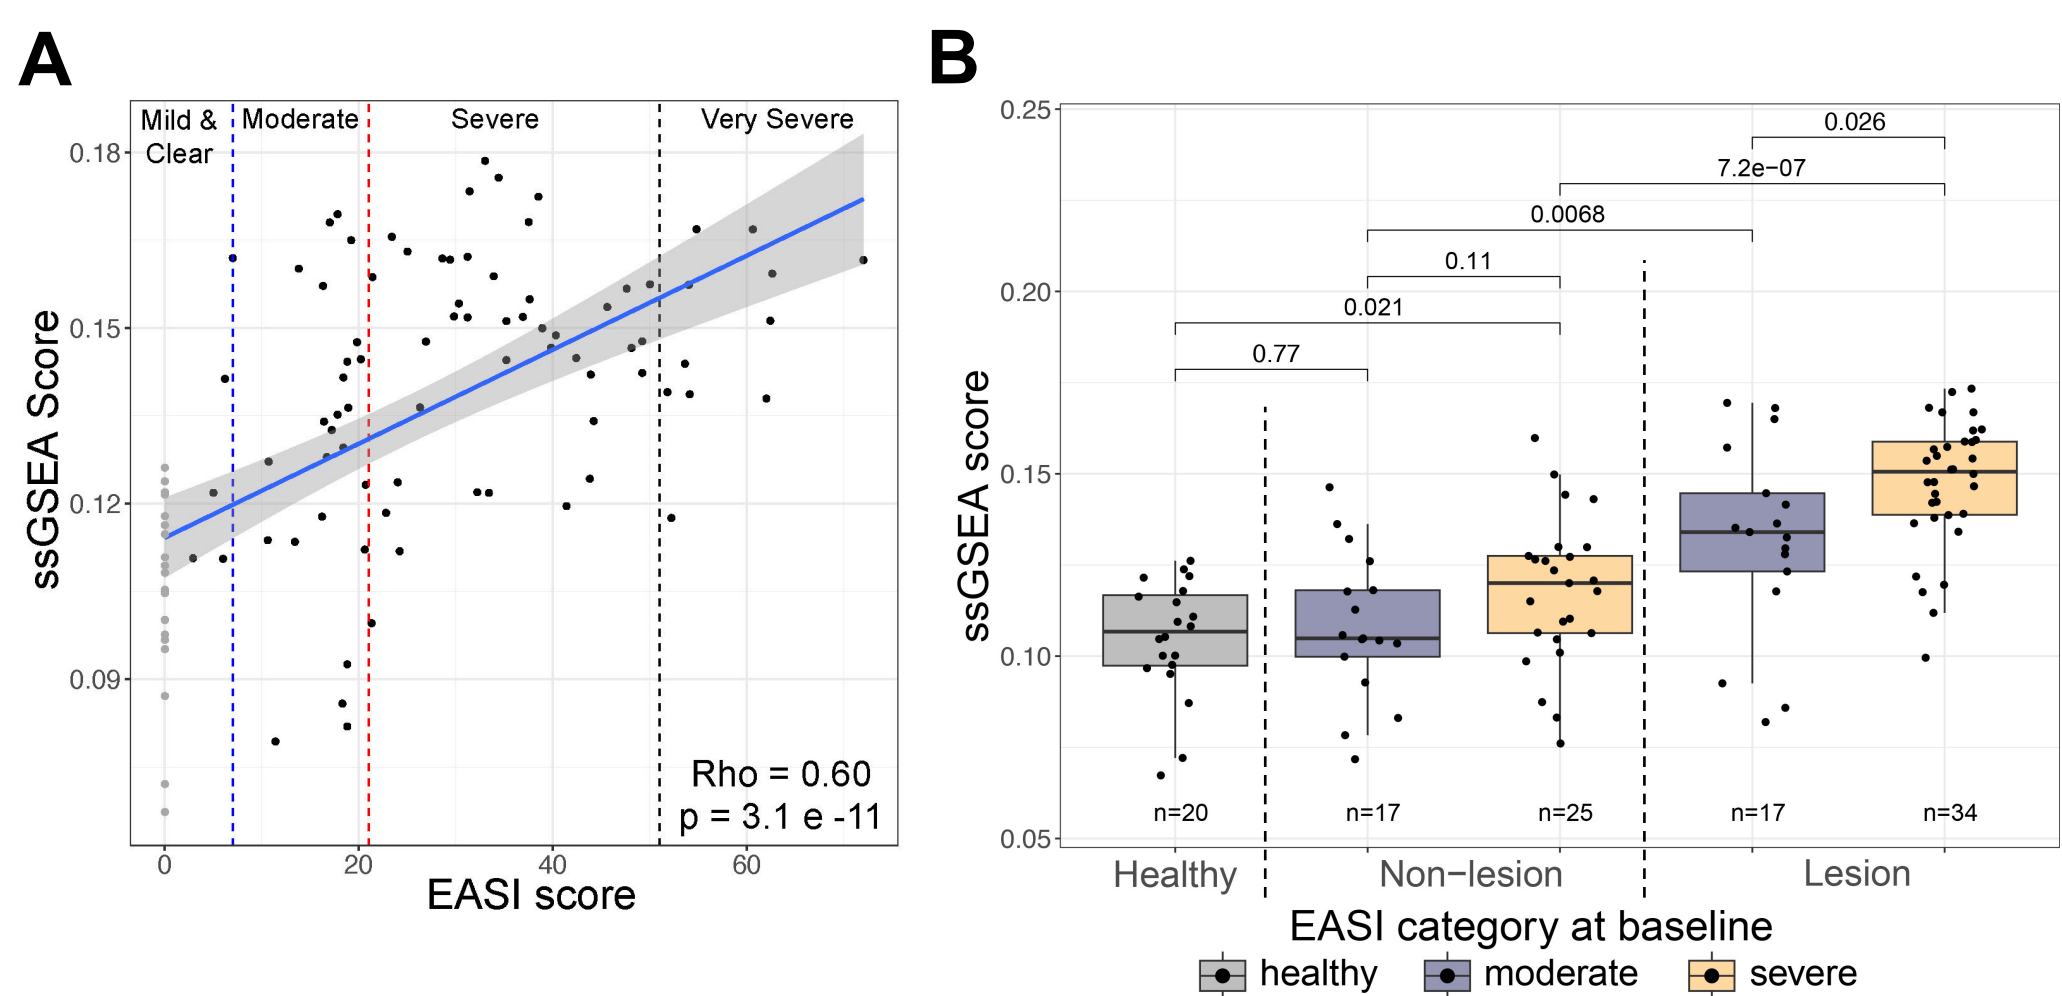 A
Mild &
Clear
Moderate
Severe
Very Severe
0.18
0.15
0.12
0.09
ssGSEA Score
Rho = 0.60
p = 3.1 e -11
0
20
40
60
EASI score
B
0.25
0.20
0.15
0.10
0.05
ssGSEA score
0.026
7.2e−07
0.0068
0.11
0.021
0.77
n=20
n=17
n=25
n=17
n=34
Healthy
Non−lesion
Lesion
EASI category at baseline
healthy
moderate
severe